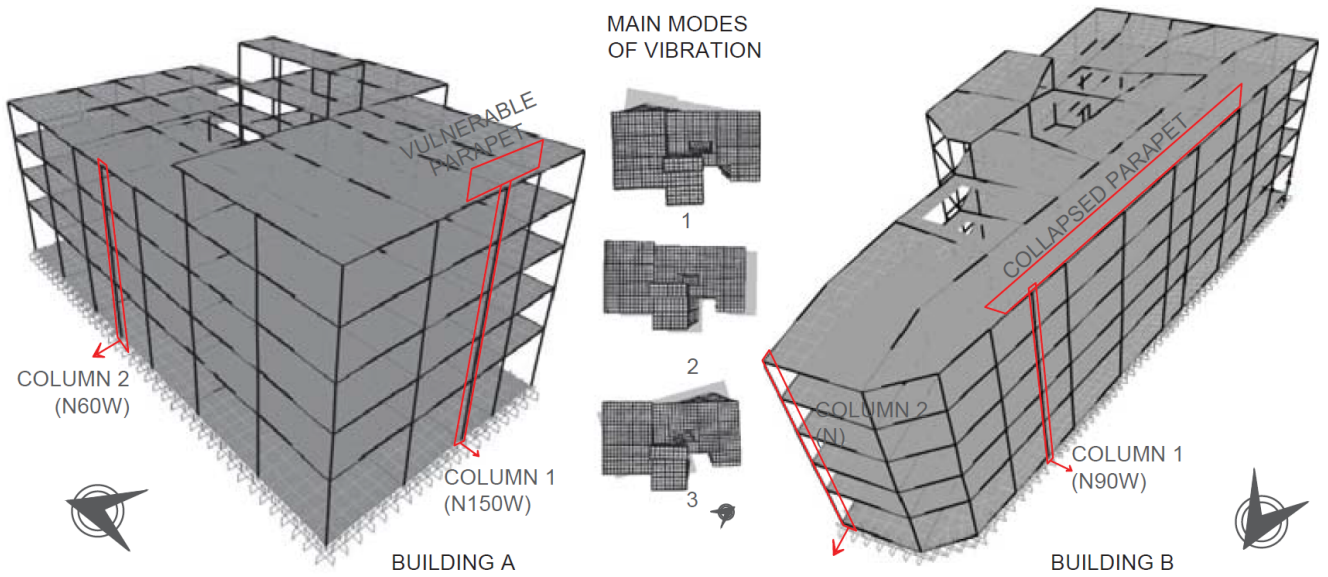 MAIN MODES
OF VIBRATION
VULNERABLE
PARAPET
COLUMN 2
(N60W)
COLUMN 1
(N150W)
BUILDING A
1
2
3
COLLAPSED PARAPET
COLUMN 2
(N)
COLUMN 1
(N90W)
BUILDING B